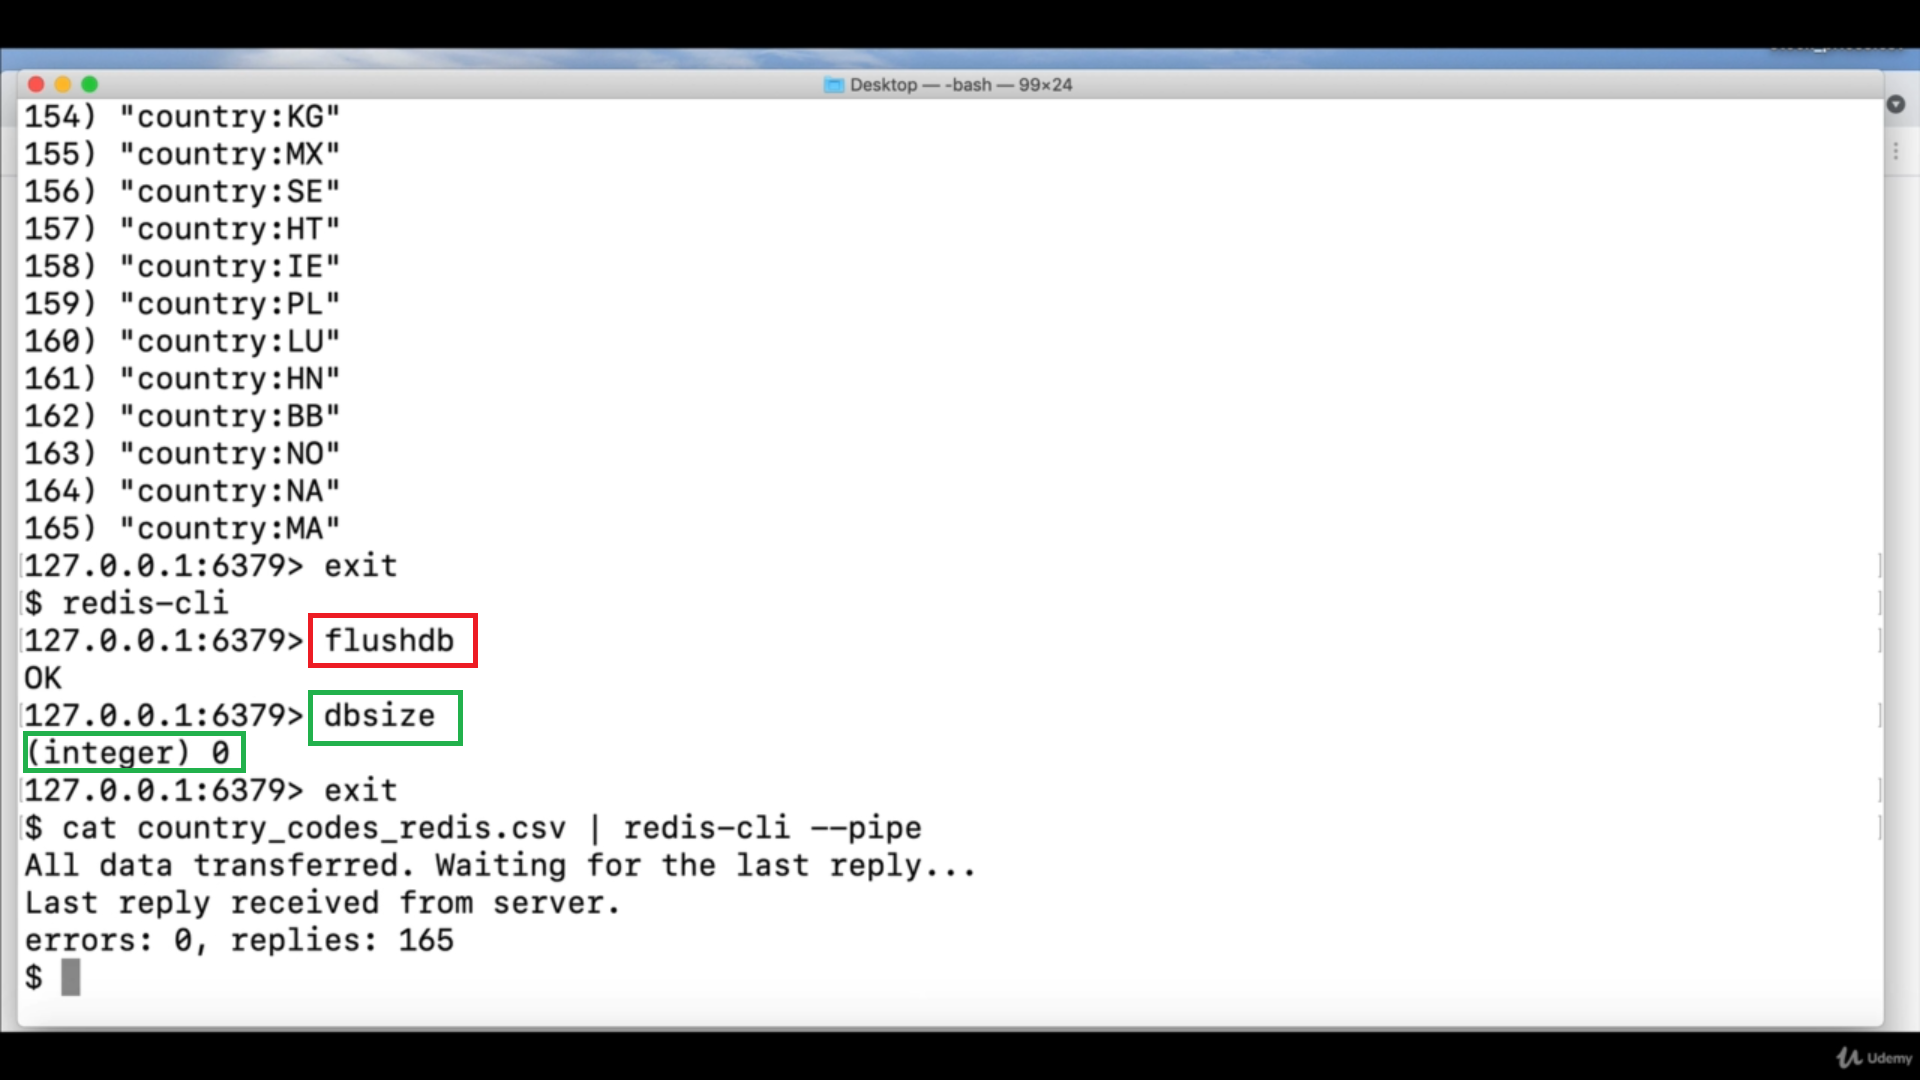 Desktop — -bash — 99×24
154) "country:KG"
155) "country:MX"
156) "country:SE"
157) "country:HT"
158) "country:IE"
159) "country:PL"
160) "country:LU"
161) "country:HN"
162) "country:BB"
163) "country:NO"
164) "country:NA"
165) "country:MA"
[127.0.0.1:6379> exit ]
[$ redis-cli ]
[127.0.0.1:6379> flushdb ]
OK
[127.0.0.1:6379> dbsize ]
(integer) 0
[127.0.0.1:6379> exit ]
[$ cat country_codes_redis.csv | redis-cli --pipe ]
All data transferred. Waiting for the last reply...
Last reply received from server.
errors: 0, replies: 165
$
Udemy